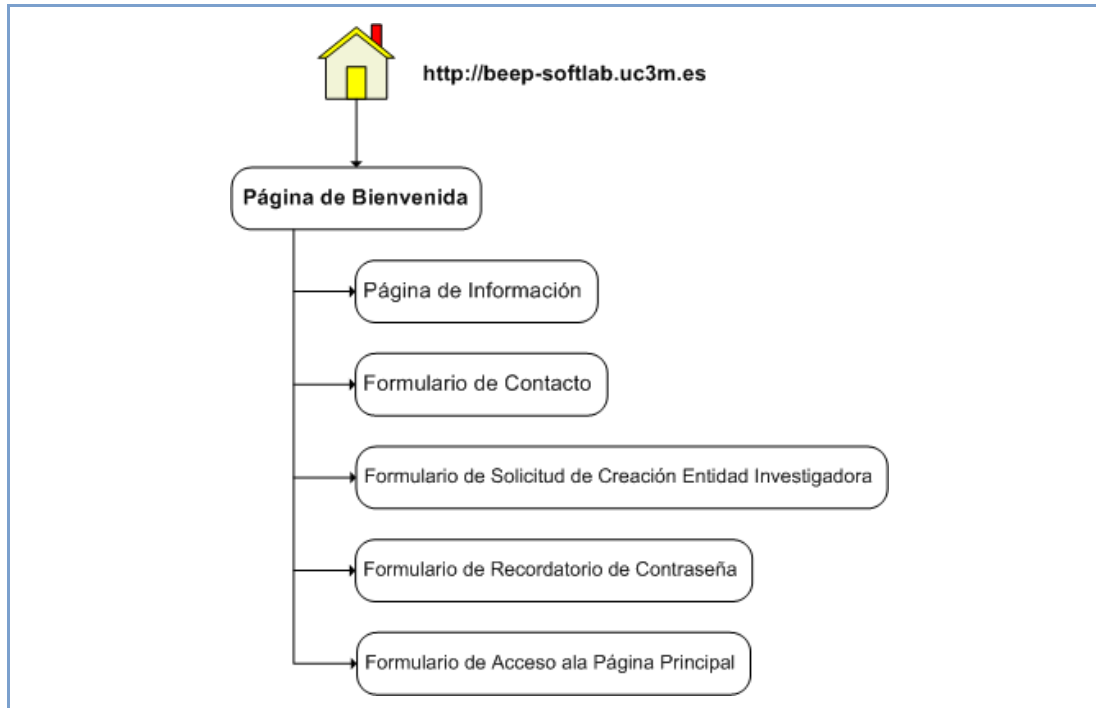 http://beep-softlab.uc3m.es
Página de Bienvenida
Página de Información
Formulario de Contacto
Formulario de Solicitud de Creación Entidad Investigadora
Formulario de Recordatorio de Contraseña
Formulario de Acceso ala Página Principal